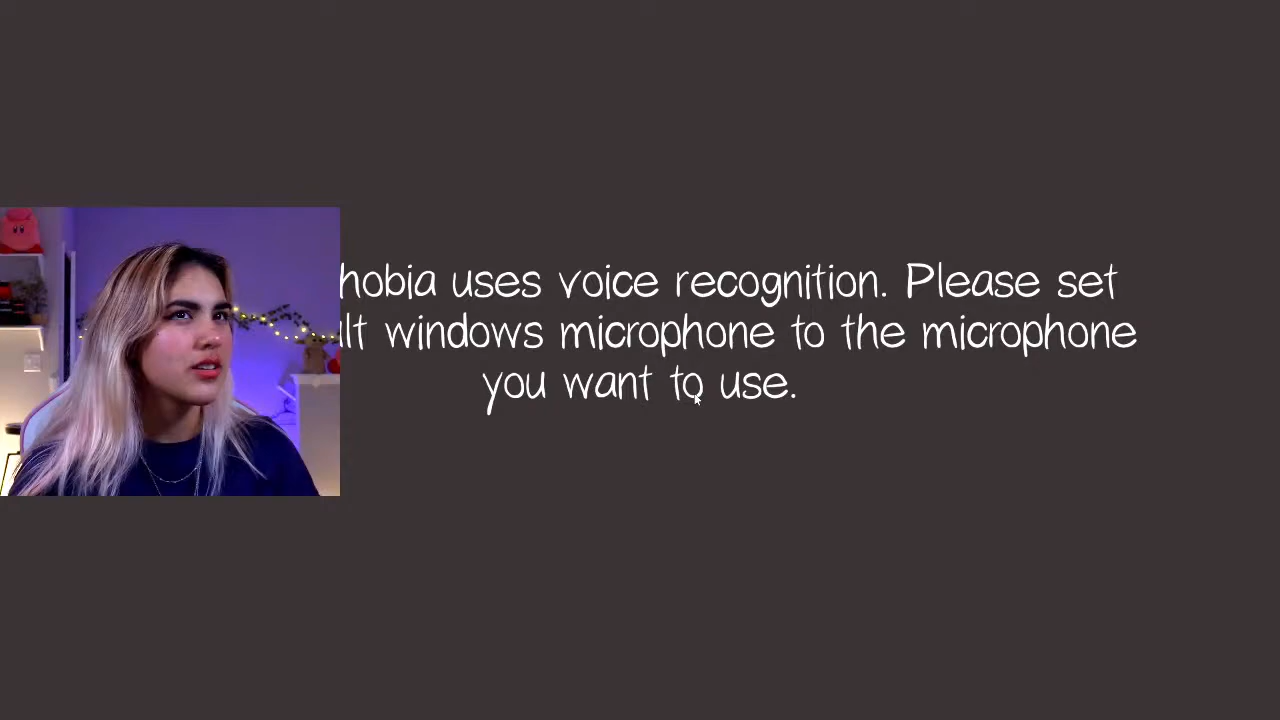 hobia uses voice recognition. Please set
lt windows microphone to the microphone
you want to use.